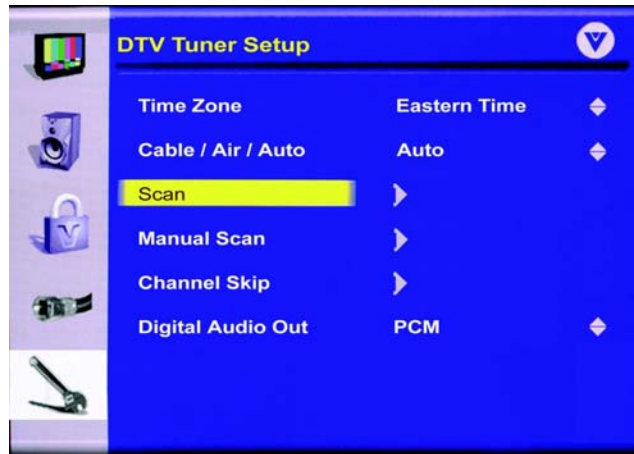 DTV Tuner Setup
V
Time Zone Eastern Time
Cable / Air / Auto Auto
Scan
Manual Scan
Channel Skip
Digital Audio Out PCM
V